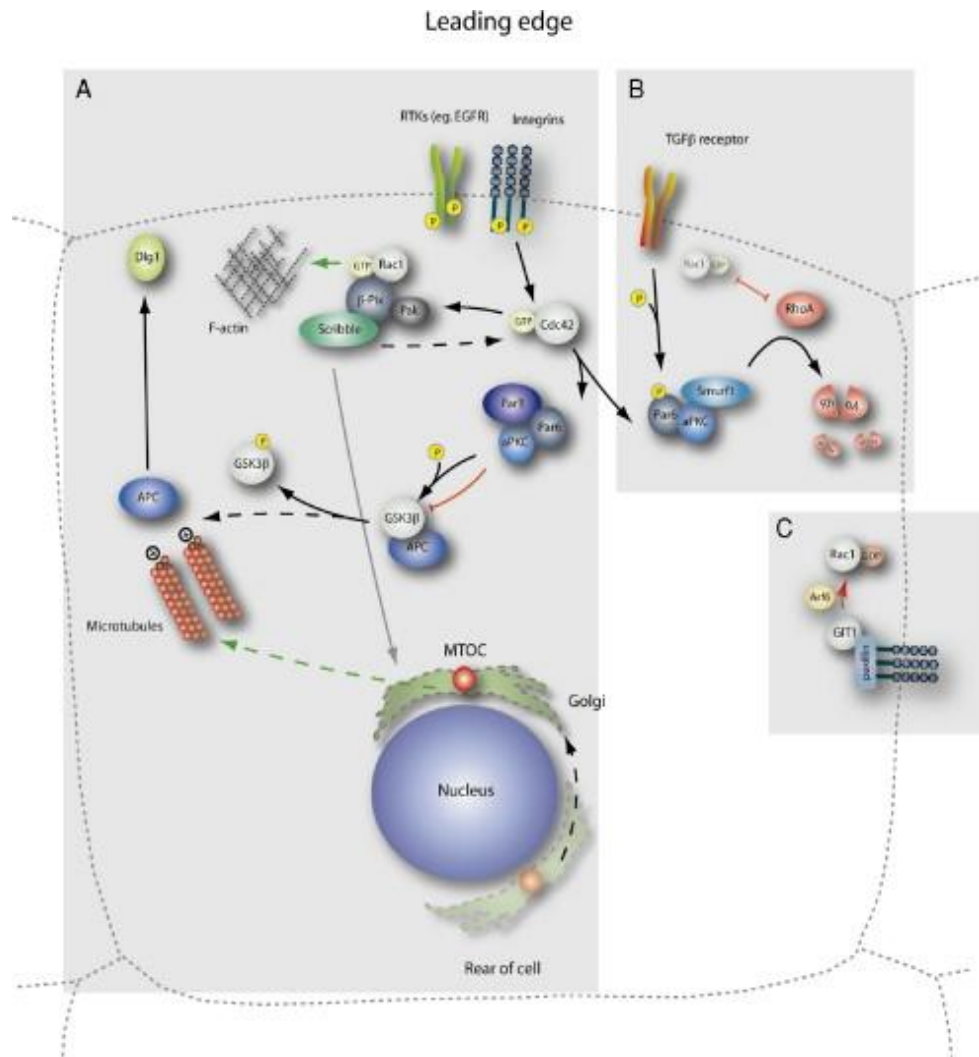 Leading edge
A
RTKs (eg. EGFR)
Integrins
Dlg1
F-actin
GTP
Rac1
β-Pix
Pak
Scribble
GTP
Cdc42
Par3
Par6
aPKC
P
P
P
P
P
P
GSK3β
P
GSK3β
APC
APC
Microtubules
MTOC
Golgi
Nucleus
Rear of cell
B
TGFβ receptor
Rac1
RhoA
P
P
Par6
aPKC
Smurf1
C
Rac1
GDP
Arf6
GIT1
paxillin